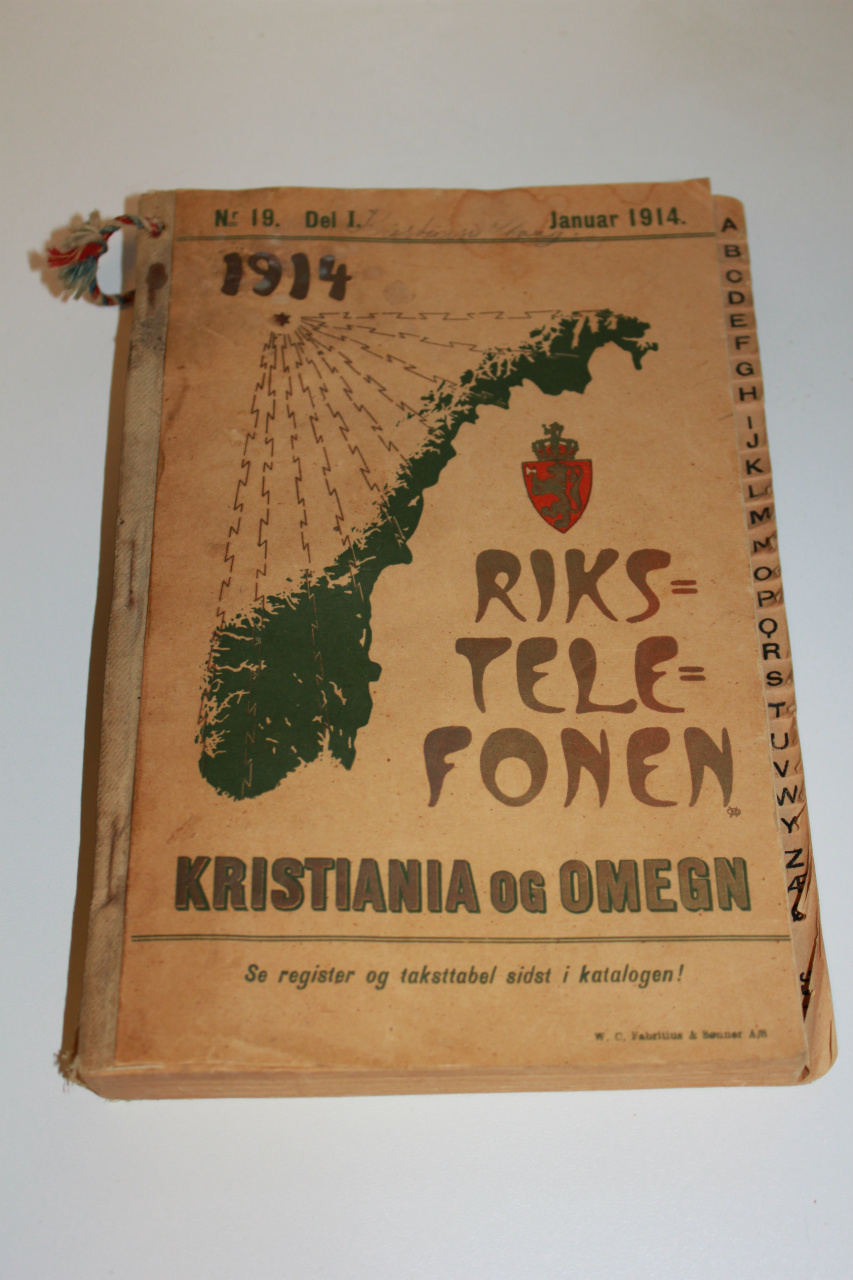 Nr 19. Del I. Januar 1914.
1914
RIKS=
TELE=
FONEN
KRISTIANIA OG OMEGN
Se register og taksttabel sidst i katalogen!
W. C. Fabritius & Sønner A/S
A
B
C
D
E
F
G
H
I
J
K
L
M
N
O
P
Q
R
S
T
U
V
W
Y
Z
Æ